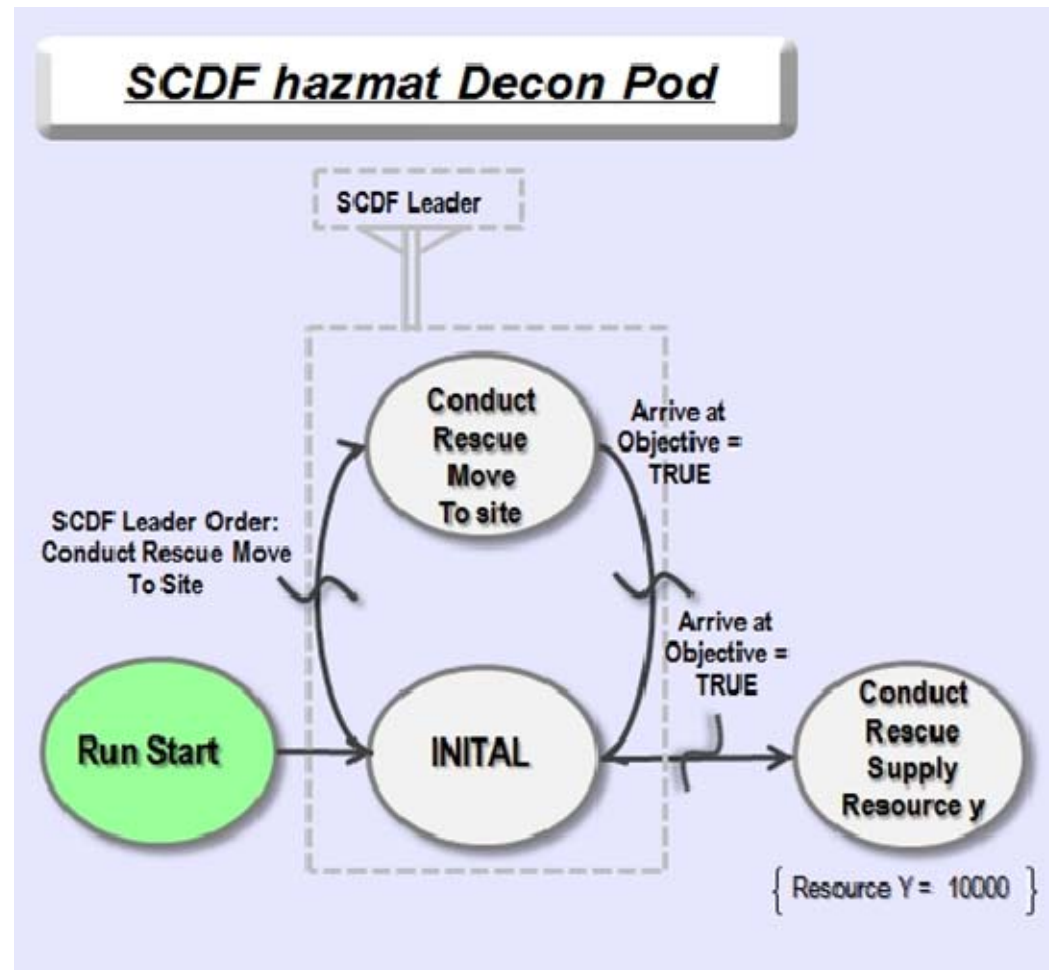 SCDF hazmat Decon Pod
SCDF Leader
Conduct
Rescue
Move
To site
Arrive at
Objective =
TRUE
SCDF Leader Order:
Conduct Rescue Move
To Site
Arrive at
Objective =
TRUE
Run Start
INITAL
Conduct
Rescue
Supply
Resource y
{ Resource Y = 10000 }